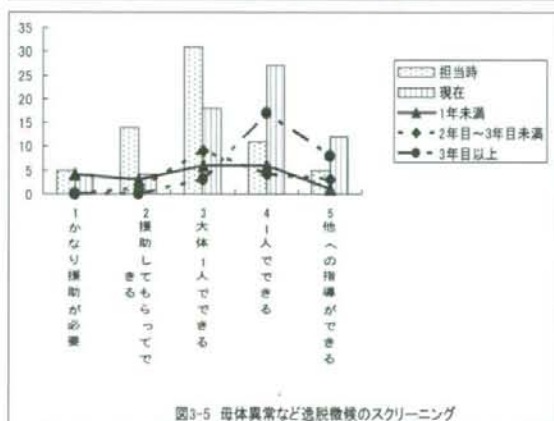 35
30
25
20
15
10
5
0
担当時
現在
1年未満
2年目～3年目未満
3年目以上
1 かなり援助が必要
2 援助してもらってできる
3 大体1人でできる
4 1人でできる
5 他への指導ができる
図3-5 母体異常など逸脱徴候のスクリーニング